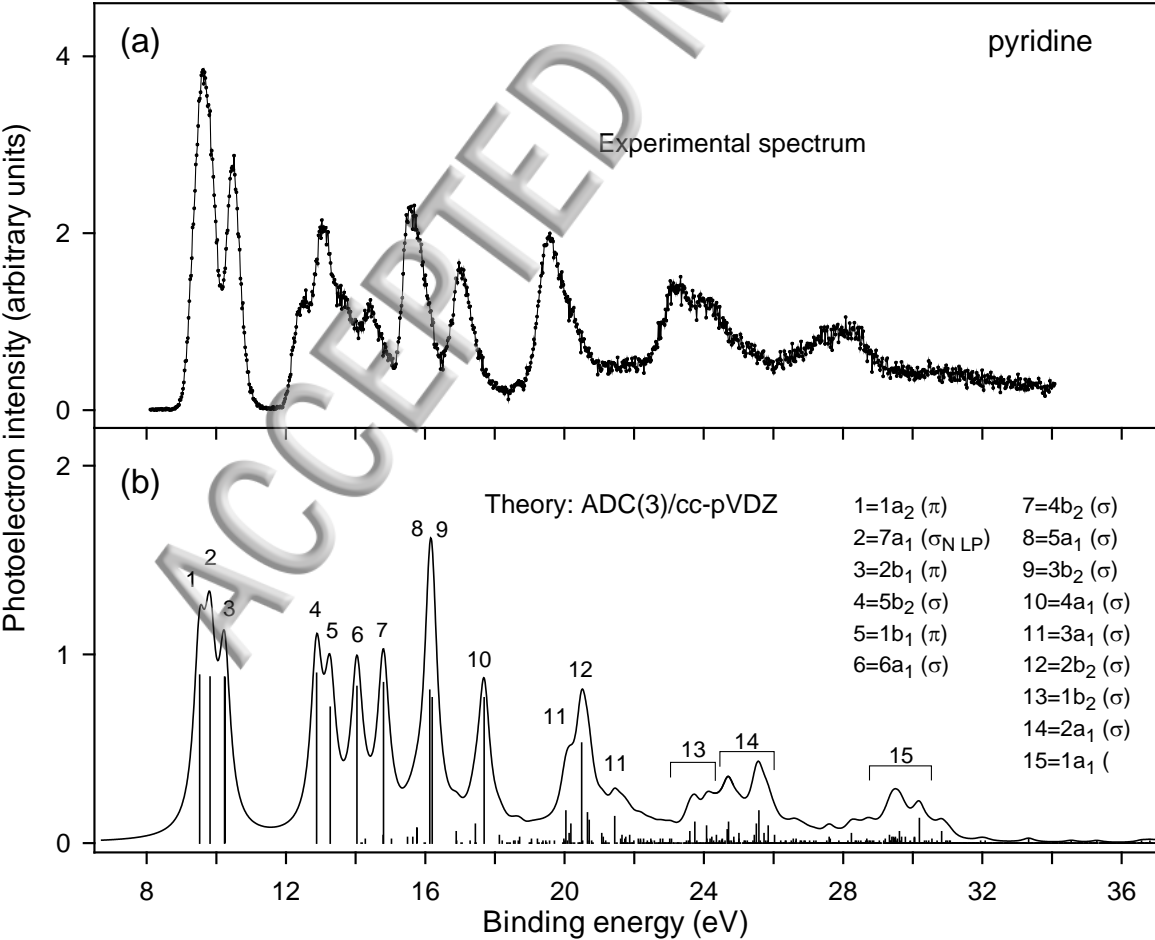 (a)
pyridine
Experimental spectrum
4
2
0
Photoelectron intensity (arbitrary units)
ACCEPTED M
(b)
Theory: ADC(3)/cc-pVDZ
2
1
0
1
2
3
4
5
6
7
8 9
10
11
12
11
13
14
15
1=1a₂ (π)
2=7a₁ (σN LP)
3=2b₁ (π)
4=5b₂ (σ)
5=1b₁ (π)
6=6a₁ (σ)
7=4b₂ (σ)
8=5a₁ (σ)
9=3b₂ (σ)
10=4a₁ (σ)
11=3a₁ (σ)
12=2b₂ (σ)
13=1b₂ (σ)
14=2a₁ (σ)
15=1a₁ (
8 12 16 20 24 28 32 36
Binding energy (eV)